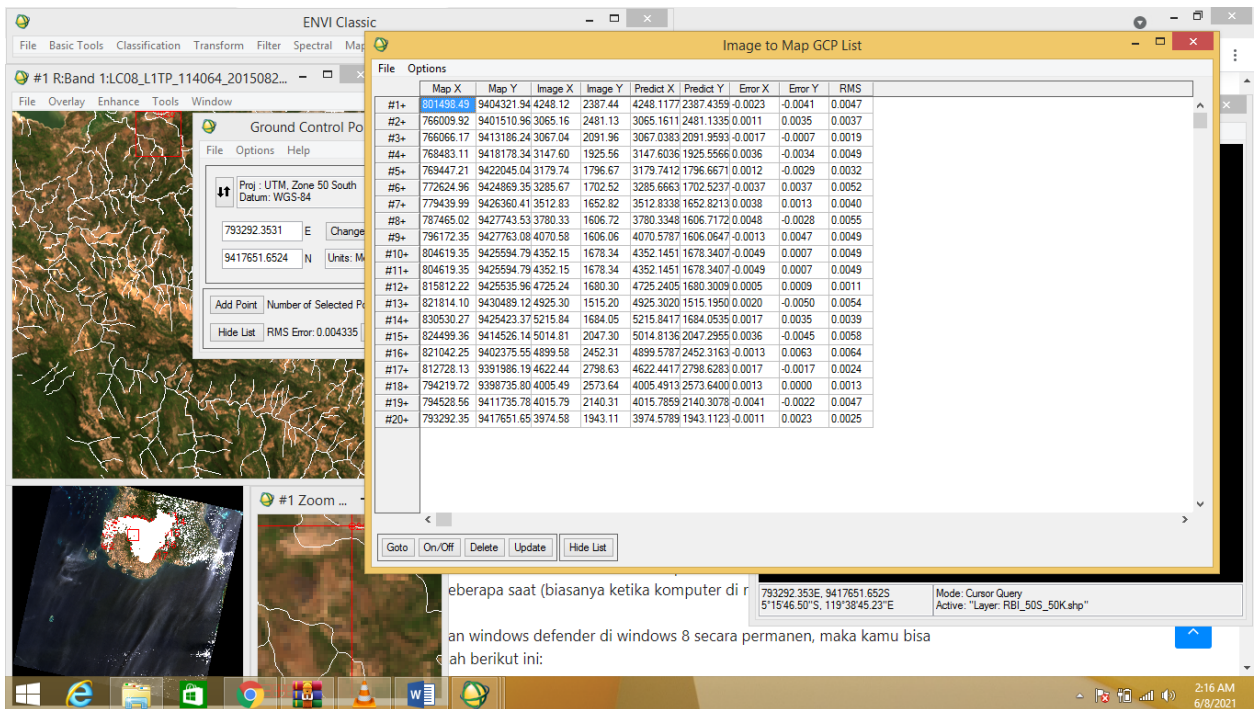 ENVI Classic
File Basic Tools Classification Transform Filter Spectral Map
#1 R:Band 1:LC08_L1TP_114064_2015082...
File Overlay Enhance Tools Window
Ground Control Po
File Options Help
Proj : UTM, Zone 50 South
Datum: WGS-84
793292.3531 E Change
9417651.6524 N Units: M
Add Point Number of Selected P
Hide List RMS Error: 0.004335
#1 Zoom ...
Image to Map GCP List
File Options
Map X Map Y Image X Image Y Predict X Predict Y Error X Error Y RMS
#1+ 801498.49 9404321.94 4248.12 2387.44 4248.1177 2387.4359 -0.0023 -0.0041 0.0047
#2+ 766009.92 9401510.96 3065.16 2481.13 3065.1611 2481.1335 0.0011 0.0035 0.0037
#3+ 766066.17 9413186.24 3067.04 2091.96 3067.0383 2091.9593 -0.0017 -0.0007 0.0019
#4+ 768483.11 9418178.34 3147.60 1925.56 3147.6036 1925.5566 0.0036 -0.0034 0.0049
#5+ 769447.21 9422045.04 3179.74 1796.67 3179.7412 1796.6671 0.0012 -0.0029 0.0032
#6+ 772624.96 9424869.35 3285.67 1702.52 3285.6663 1702.5237 -0.0037 0.0037 0.0052
#7+ 779439.99 9426360.41 3512.83 1652.82 3512.8338 1652.8213 0.0038 0.0013 0.0040
#8+ 787465.02 9427743.53 3780.33 1606.72 3780.3348 1606.7172 0.0048 -0.0028 0.0055
#9+ 796172.35 9427763.08 4070.58 1606.06 4070.5787 1606.0647 -0.0013 0.0047 0.0049
#10+ 804619.35 9425594.79 4352.15 1678.34 4352.1451 1678.3407 -0.0049 0.0007 0.0049
#11+ 804619.35 9425594.79 4352.15 1678.34 4352.1451 1678.3407 -0.0049 0.0007 0.0049
#12+ 815812.22 9425535.96 4725.24 1680.30 4725.2405 1680.3009 0.0005 0.0009 0.0011
#13+ 821814.10 9430489.12 4925.30 1515.20 4925.3020 1515.1950 0.0020 -0.0050 0.0054
#14+ 830530.27 9425423.37 5215.84 1684.05 5215.8417 1684.0535 0.0017 0.0035 0.0039
#15+ 824499.36 9414526.14 5014.81 2047.30 5014.8136 2047.2955 0.0036 -0.0045 0.0058
#16+ 821042.25 9402375.55 4899.58 2452.31 4899.5787 2452.3163 -0.0013 0.0063 0.0064
#17+ 812728.13 9391986.19 4622.44 2798.63 4622.4417 2798.6283 0.0017 -0.0017 0.0024
#18+ 794219.72 9398735.80 4005.49 2573.64 4005.4913 2573.6400 0.0013 0.0000 0.0013
#19+ 794528.56 9411735.78 4015.79 2140.31 4015.7859 2140.3078 -0.0041 -0.0022 0.0047
#20+ 793292.35 9417651.65 3974.58 1943.11 3974.5789 1943.1123 -0.0011 0.0023 0.0025
Goto On/Off Delete Update Hide List
eberapa saat (biasanya ketika komputer di r
an windows defender di windows 8 secara permanen, maka kamu bisa
ah berikut ini:
793292.353E, 9417651.652S
5°15'46.50"S, 119°38'45.23"E
Mode: Cursor Query
Active: "Layer: RBI_50S_50K.shp"
2:16 AM
6/8/2021